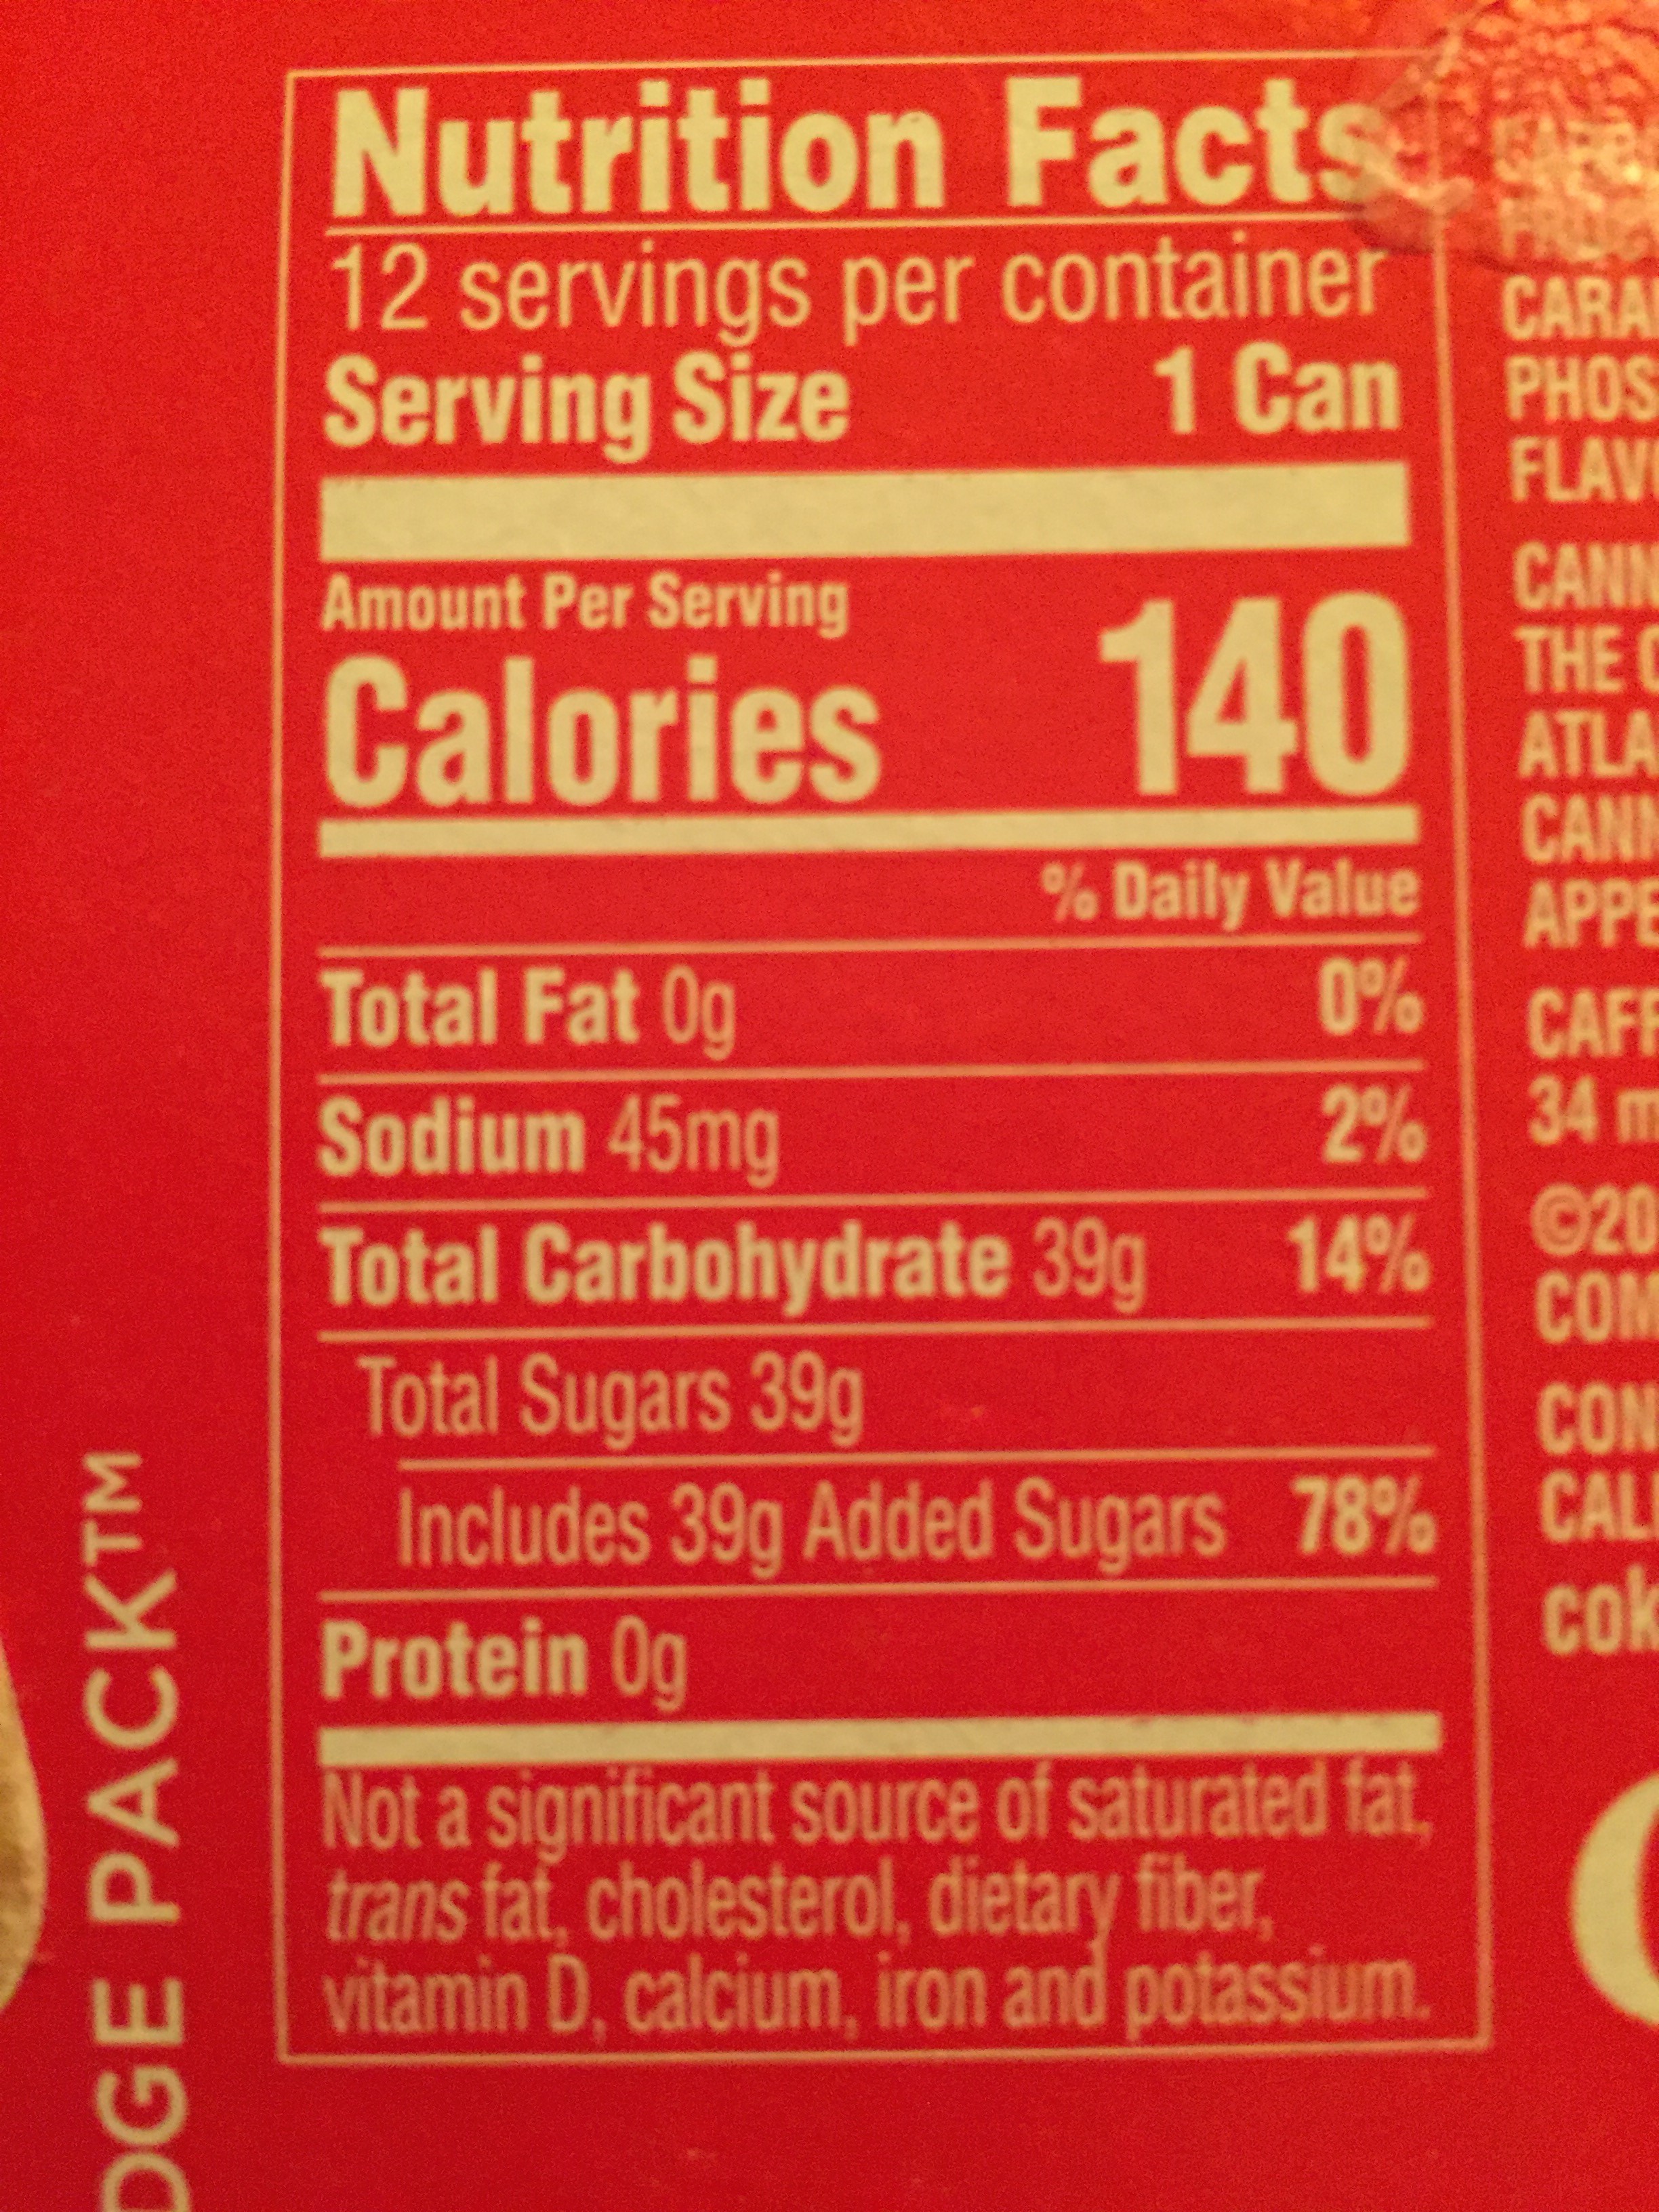 Nutrition Facts
12 servings per container
Serving Size 1 Can
Amount Per Serving
Calories 140
% Daily Value
Total Fat 0g 0%
Sodium 45mg 2%
Total Carbohydrate 39g 14%
Total Sugars 39g
Includes 39g Added Sugars 78%
Protein 0g
Not a significant source of saturated fat,
trans fat, cholesterol, dietary fiber,
vitamin D, calcium, iron and potassium.
DGE PACK™
CARA
PHOS
FLAV
CANN
THE C
ATLA
CANN
APPE
CAFF
34 m
©20
COM
CON
CAL
cok